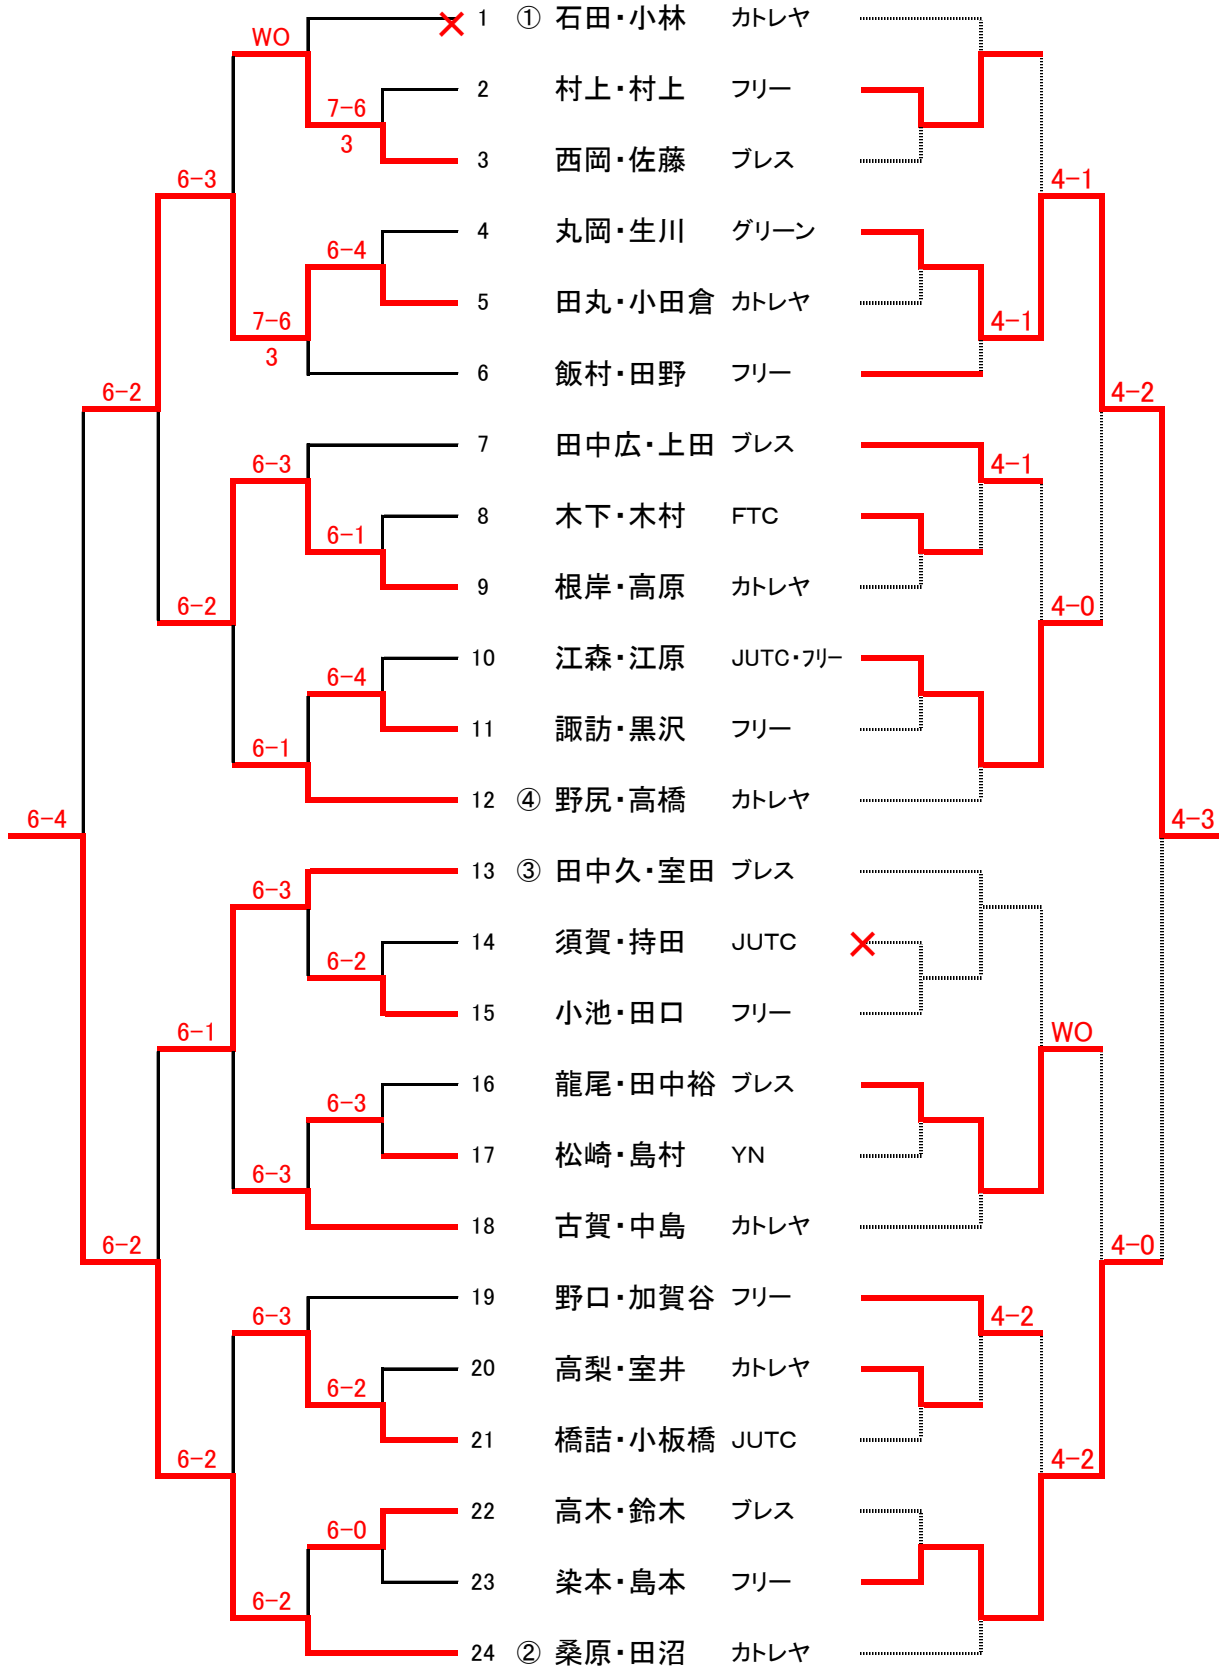 1 ① 石田・小林 カトレヤ
WO
2 村上・村上 フリー
7-6
3
3 西岡・佐藤 ブレス
6-3 4-1
4 丸岡・生川 グリーン
6-4
5 田丸・小田倉 カトレヤ
7-6 4-1
3
6 飯村・田野 フリー
6-2 4-2
7 田中広・上田 ブレス
6-3 4-1
8 木下・木村 FTC
6-1
9 根岸・高原 カトレヤ
6-2 4-0
10 江森・江原 JUTC・フリー
6-4
11 諏訪・黒沢 フリー
6-1
12 ④ 野尻・高橋 カトレヤ
6-4 4-3
13 ③ 田中久・室田 ブレス
6-3
14 須賀・持田 JUTC
6-2
15 小池・田口 フリー
6-1 WO
16 龍尾・田中裕 ブレス
6-3
17 松崎・島村 YN
6-3
18 古賀・中島 カトレヤ
6-2 4-0
19 野口・加賀谷 フリー
6-3 4-2
20 高梨・室井 カトレヤ
6-2
21 橋詰・小板橋 JUTC
6-2 4-2
22 高木・鈴木 ブレス
6-0
23 染本・島本 フリー
6-2
24 ② 桑原・田沼 カトレヤ